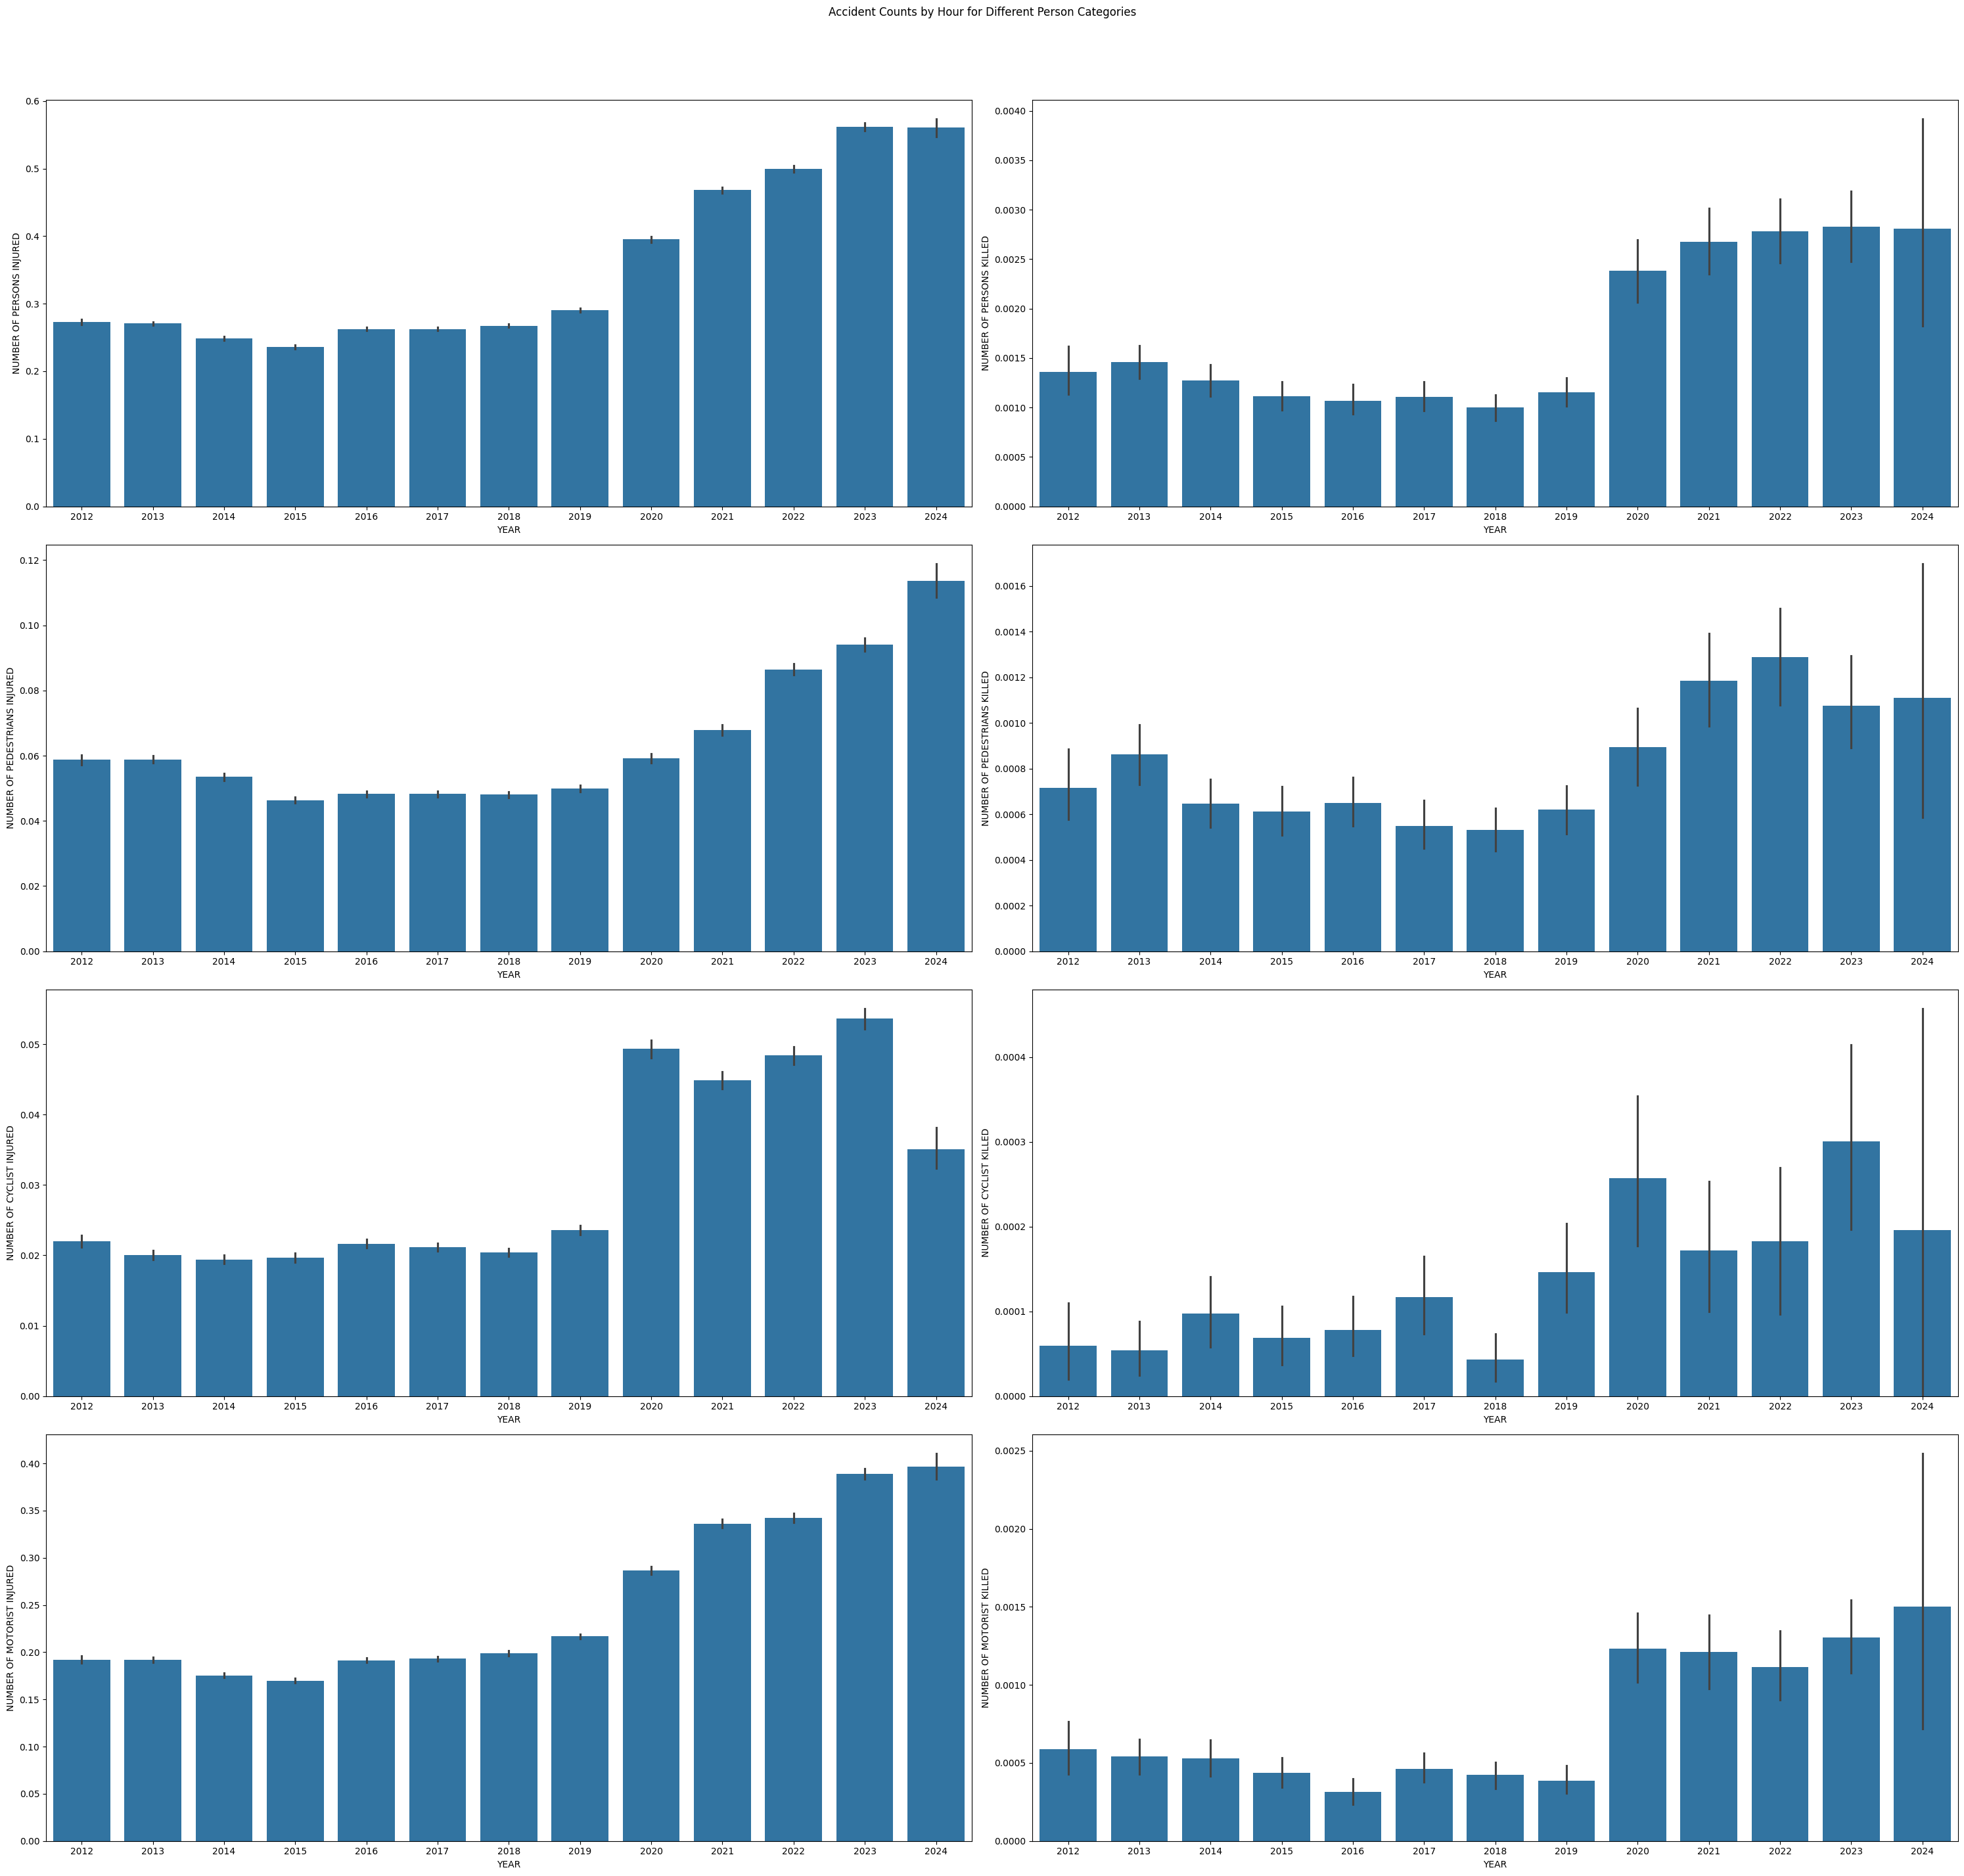 Accident Counts by Hour for Different Person Categories
NUMBER OF PERSONS INJURED
0.6
0.5
0.4
0.3
0.2
0.1
0.0
2012 2013 2014 2015 2016 2017 2018 2019 2020 2021 2022 2023 2024
YEAR
NUMBER OF PERSONS KILLED
0.0040
0.0035
0.0030
0.0025
0.0020
0.0015
0.0010
0.0005
0.0000
2012 2013 2014 2015 2016 2017 2018 2019 2020 2021 2022 2023 2024
YEAR
NUMBER OF PEDESTRIANS INJURED
0.12
0.10
0.08
0.06
0.04
0.02
0.00
2012 2013 2014 2015 2016 2017 2018 2019 2020 2021 2022 2023 2024
YEAR
NUMBER OF PEDESTRIANS KILLED
0.0016
0.0014
0.0012
0.0010
0.0008
0.0006
0.0004
0.0002
0.0000
2012 2013 2014 2015 2016 2017 2018 2019 2020 2021 2022 2023 2024
YEAR
NUMBER OF CYCLIST INJURED
0.05
0.04
0.03
0.02
0.01
0.00
2012 2013 2014 2015 2016 2017 2018 2019 2020 2021 2022 2023 2024
YEAR
NUMBER OF CYCLIST KILLED
0.0004
0.0003
0.0002
0.0001
0.0000
2012 2013 2014 2015 2016 2017 2018 2019 2020 2021 2022 2023 2024
YEAR
NUMBER OF MOTORIST INJURED
0.40
0.35
0.30
0.25
0.20
0.15
0.10
0.05
0.00
2012 2013 2014 2015 2016 2017 2018 2019 2020 2021 2022 2023 2024
YEAR
NUMBER OF MOTORIST KILLED
0.0025
0.0020
0.0015
0.0010
0.0005
0.0000
2012 2013 2014 2015 2016 2017 2018 2019 2020 2021 2022 2023 2024
YEAR